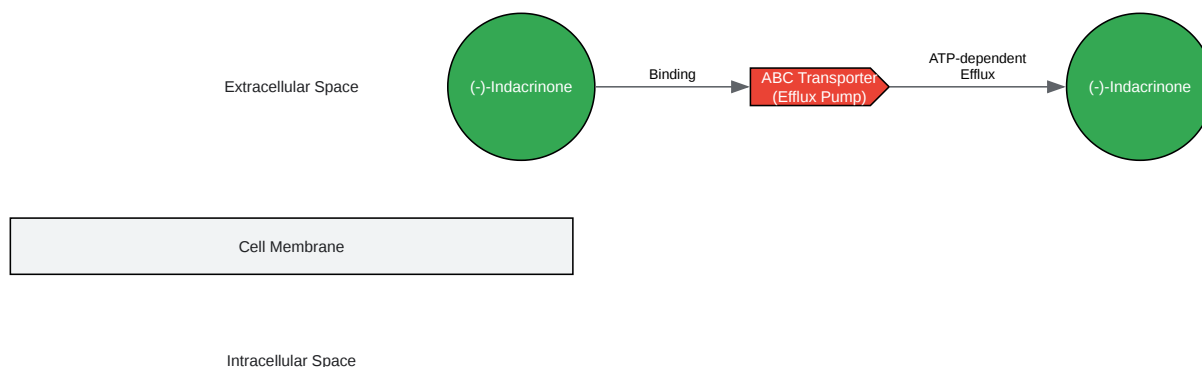 Extracellular Space
(-)-Indacrinone
Binding
ABC Transporter
(Efflux Pump)
ATP-dependent
Efflux
(-)-Indacrinone
Cell Membrane
Intracellular Space